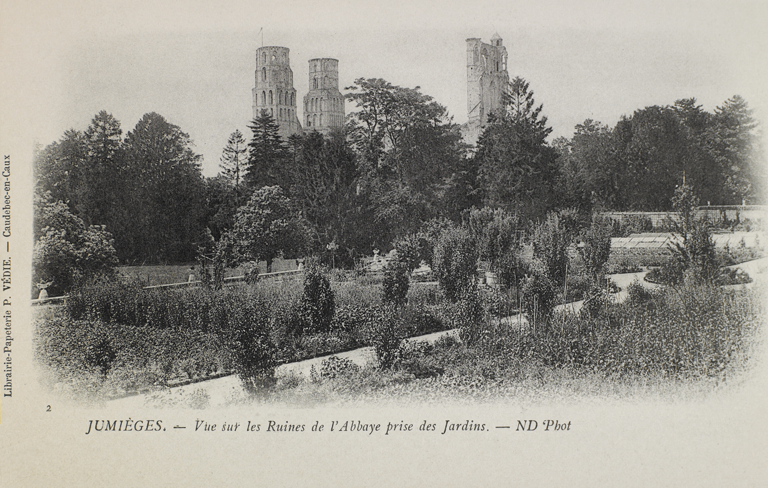 Librairie-Papeterie P. VÉDIE. — Caudebec-en-Caux
2
JUMIÈGES. — Vue sur les Ruines de l'Abbaye prise des Jardins. — ND Phot